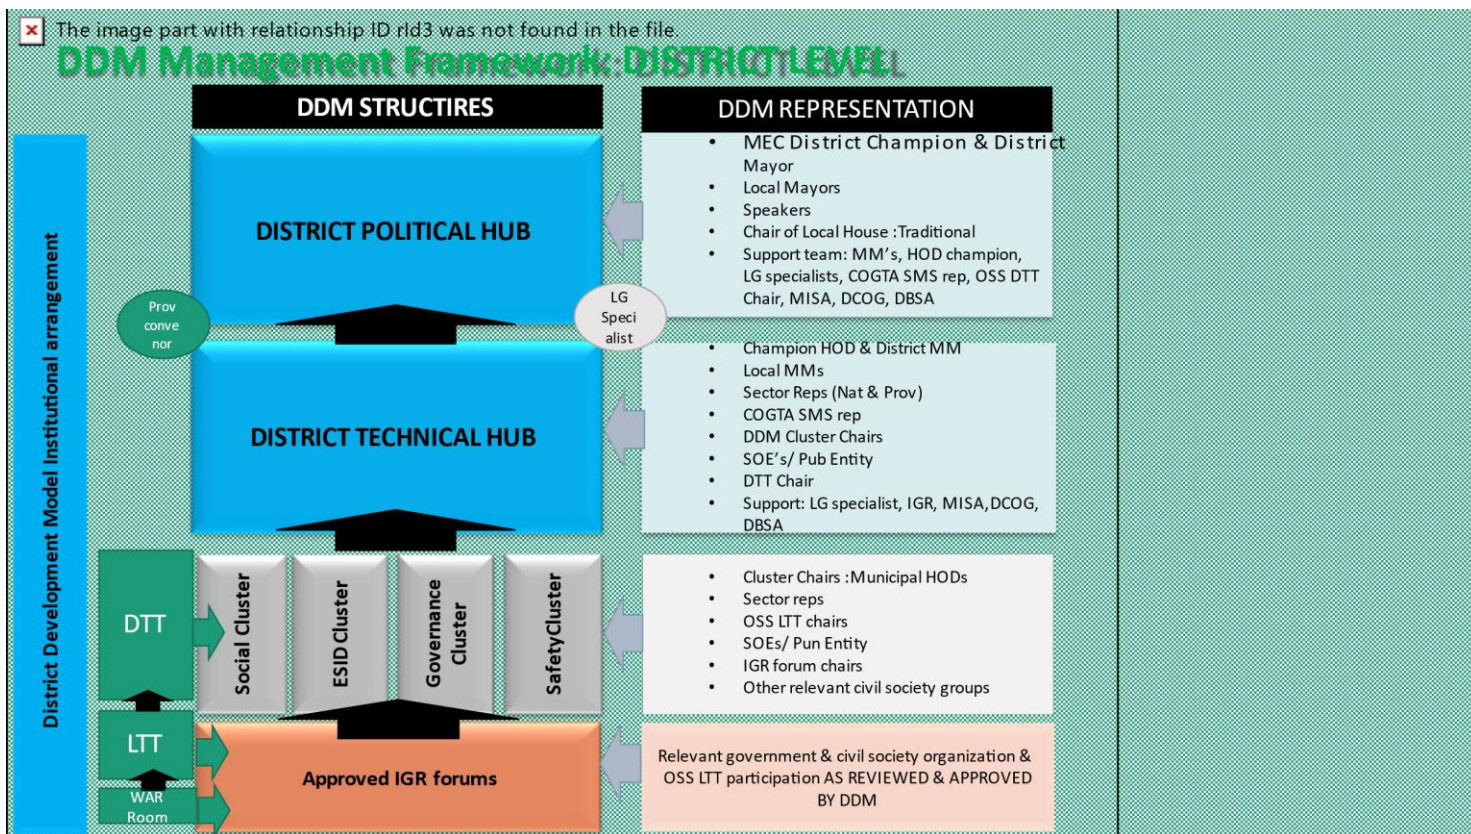 The image part with relationship ID rId3 was not found in the file.
DDM Management Framework: DISTRICT LEVEL
DDM STRUCTIRES
DDM REPRESENTATION
District Development Model Institutional arrangement
DISTRICT POLITICAL HUB
• MEC District Champion & District
Mayor
• Local Mayors
• Speakers
• Chair of Local House :Traditional
• Support team: MM's, HOD champion,
LG specialists, COGTA SMS rep, OSS DTT
Chair, MISA, DCOG, DBSA
Prov
conve
nor
LG
Speci
alist
DISTRICT TECHNICAL HUB
• Champion HOD & District MM
• Local MMs
• Sector Reps (Nat & Prov)
• COGTA SMS rep
• DDM Cluster Chairs
• SOE's/ Pub Entity
• DTT Chair
• Support: LG specialist, IGR, MISA,DCOG,
DBSA
DTT
Social Cluster
ESID Cluster
Governance
Cluster
SafetyCluster
• Cluster Chairs :Municipal HODs
• Sector reps
• OSS LTT chairs
• SOEs/ Pun Entity
• IGR forum chairs
• Other relevant civil society groups
LTT
WAR
Room
Approved IGR forums
Relevant government & civil society organization &
OSS LTT participation AS REVIEWED & APPROVED
BY DDM